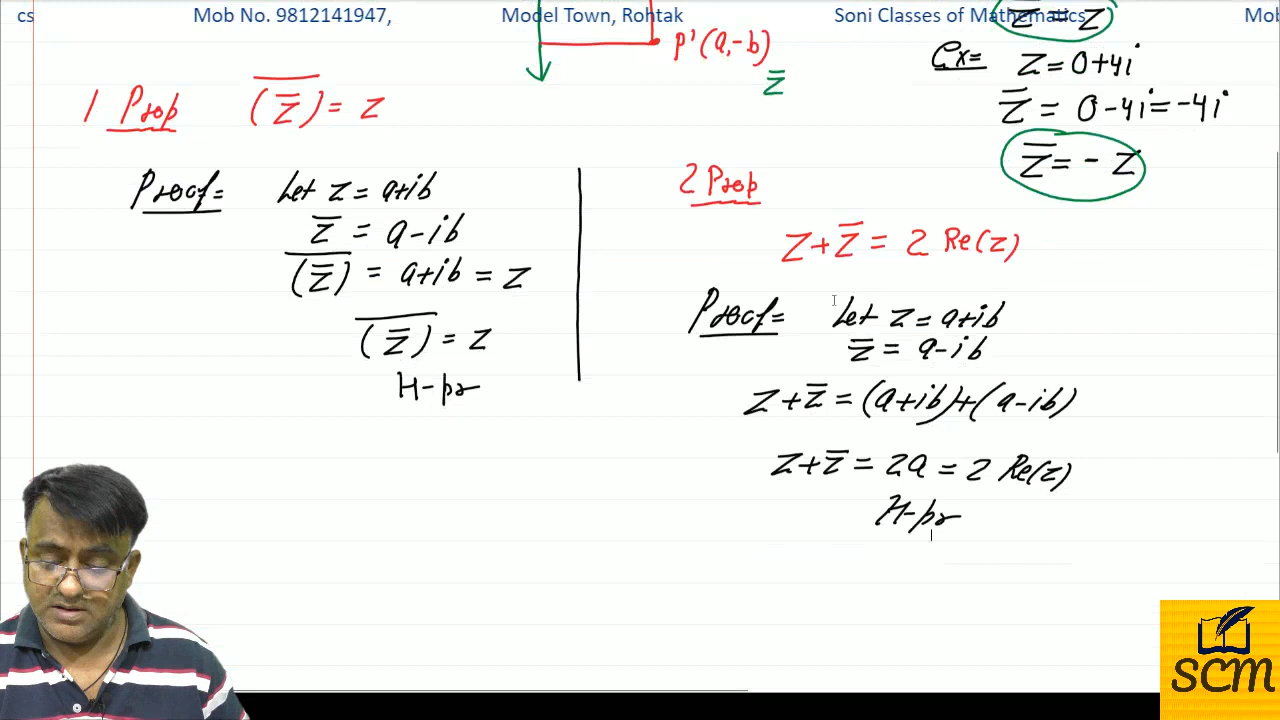 cs Mob No. 9812141947, Model Town, Rohtak Soni Classes of Mathematics Mob
z̅ = z
P'(a,-b)
z̅
Ex= z = 0+4i
z̅ = 0-4i = -4i
z̅ = - z
1 Prop (z̅)̅ = z
Proof= Let z = a+ib
z̅ = a-ib
(z̅)̅ = a+ib = z
(z̅)̅ = z
H-pr
2 Prop
z+z̅ = 2 Re(z)
Proof= Let z = a+ib
z̅ = a-ib
z+z̅ = (a+ib)+(a-ib)
z+z̅ = 2a = 2 Re(z)
H-pr
SCM